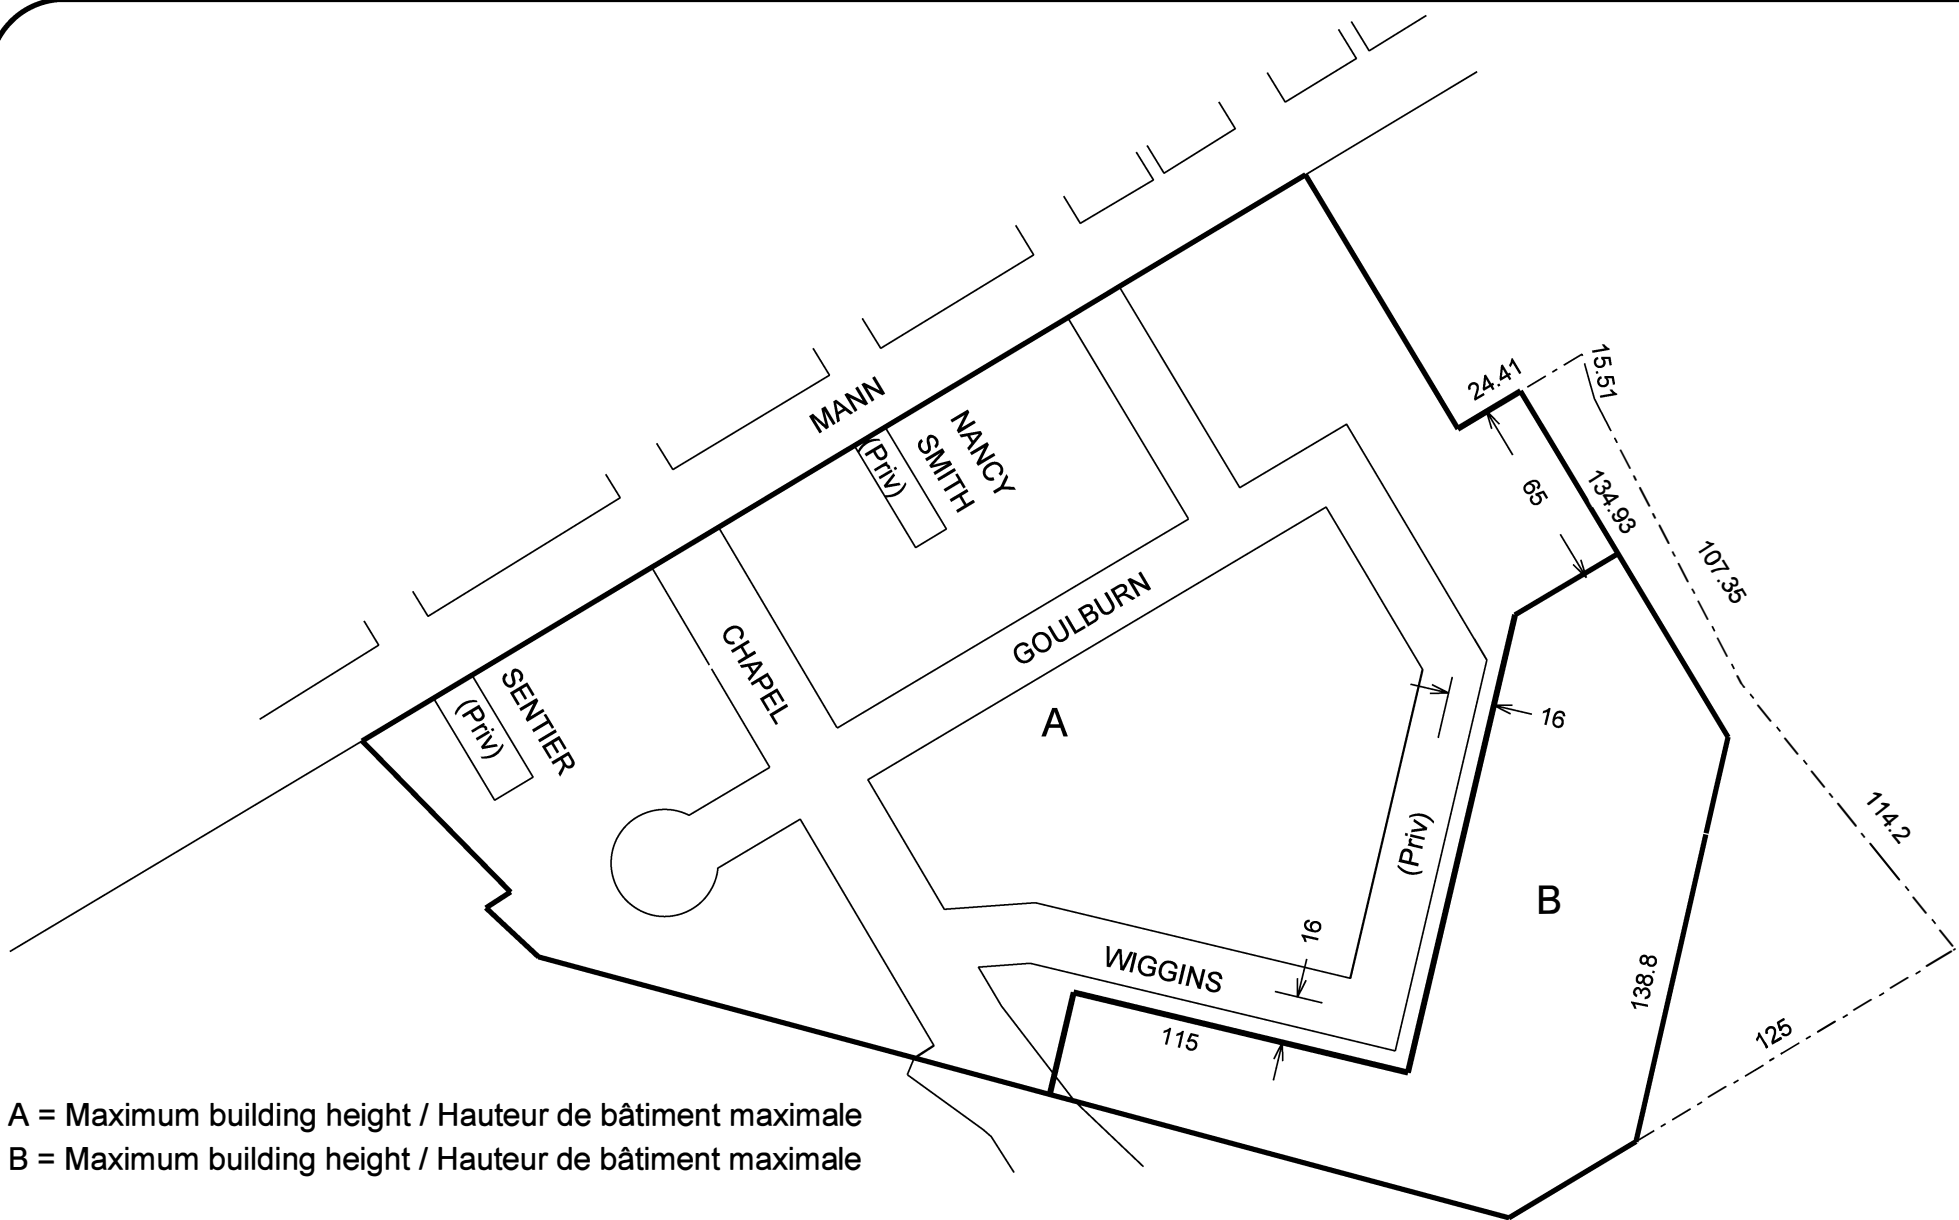 MANN
NANCY
SMITH
(Priv)
24.41
15.51
65
134.93
107.35
GOULBURN
CHAPEL
SENTIER
(Priv)
A
16
(Priv)
B
114.2
16
WIGGINS
115
138.8
125
A = Maximum building height / Hauteur de bâtiment maximale
B = Maximum building height / Hauteur de bâtiment maximale